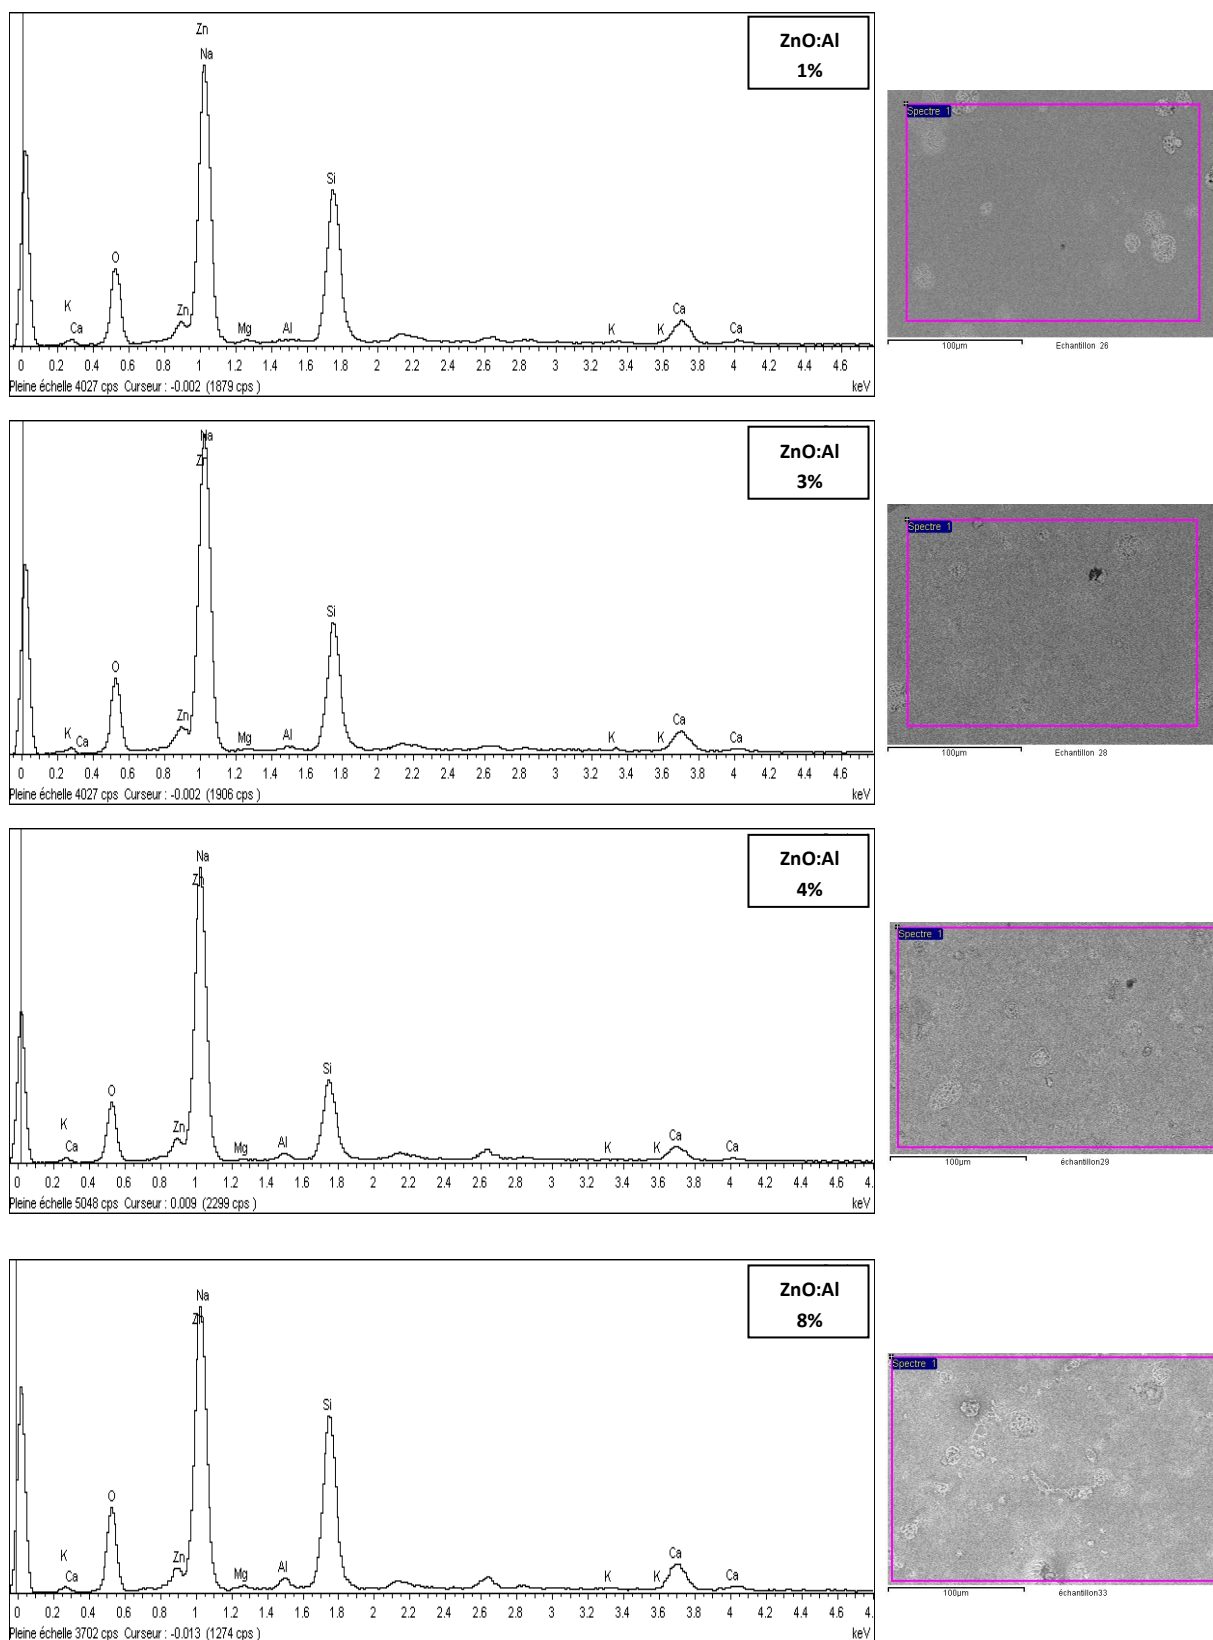 ZnO:Al
1%
Zn
Na
Si
O
K
Ca
Zn
Mg
Al
K
K
Ca
Ca
0 0.2 0.4 0.6 0.8 1 1.2 1.4 1.6 1.8 2 2.2 2.4 2.6 2.8 3 3.2 3.4 3.6 3.8 4 4.2 4.4 4.6
Pleine échelle 4027 cps Curseur : -0.002 (1879 cps ) keV
Spectre 1
100µm Echantillon 26
ZnO:Al
3%
Na
Zn
Si
O
K
Ca
Zn
Mg
Al
K
K
Ca
Ca
0 0.2 0.4 0.6 0.8 1 1.2 1.4 1.6 1.8 2 2.2 2.4 2.6 2.8 3 3.2 3.4 3.6 3.8 4 4.2 4.4 4.6
Pleine échelle 4027 cps Curseur : -0.002 (1906 cps ) keV
Spectre 1
100µm Echantillon 28
ZnO:Al
4%
Na
Zn
Si
O
K
Ca
Zn
Mg
Al
K
K
Ca
Ca
0 0.2 0.4 0.6 0.8 1 1.2 1.4 1.6 1.8 2 2.2 2.4 2.6 2.8 3 3.2 3.4 3.6 3.8 4 4.2 4.4 4.6 4.8
Pleine échelle 5048 cps Curseur : 0.009 (2299 cps ) keV
Spectre 1
100µm échantillon29
ZnO:Al
8%
Na
Zn
Si
O
K
Ca
Zn
Mg
Al
K
K
Ca
Ca
0 0.2 0.4 0.6 0.8 1 1.2 1.4 1.6 1.8 2 2.2 2.4 2.6 2.8 3 3.2 3.4 3.6 3.8 4 4.2 4.4 4.6 4.
Pleine échelle 3702 cps Curseur : -0.013 (1274 cps ) keV
Spectre 1
100µm échantillon33